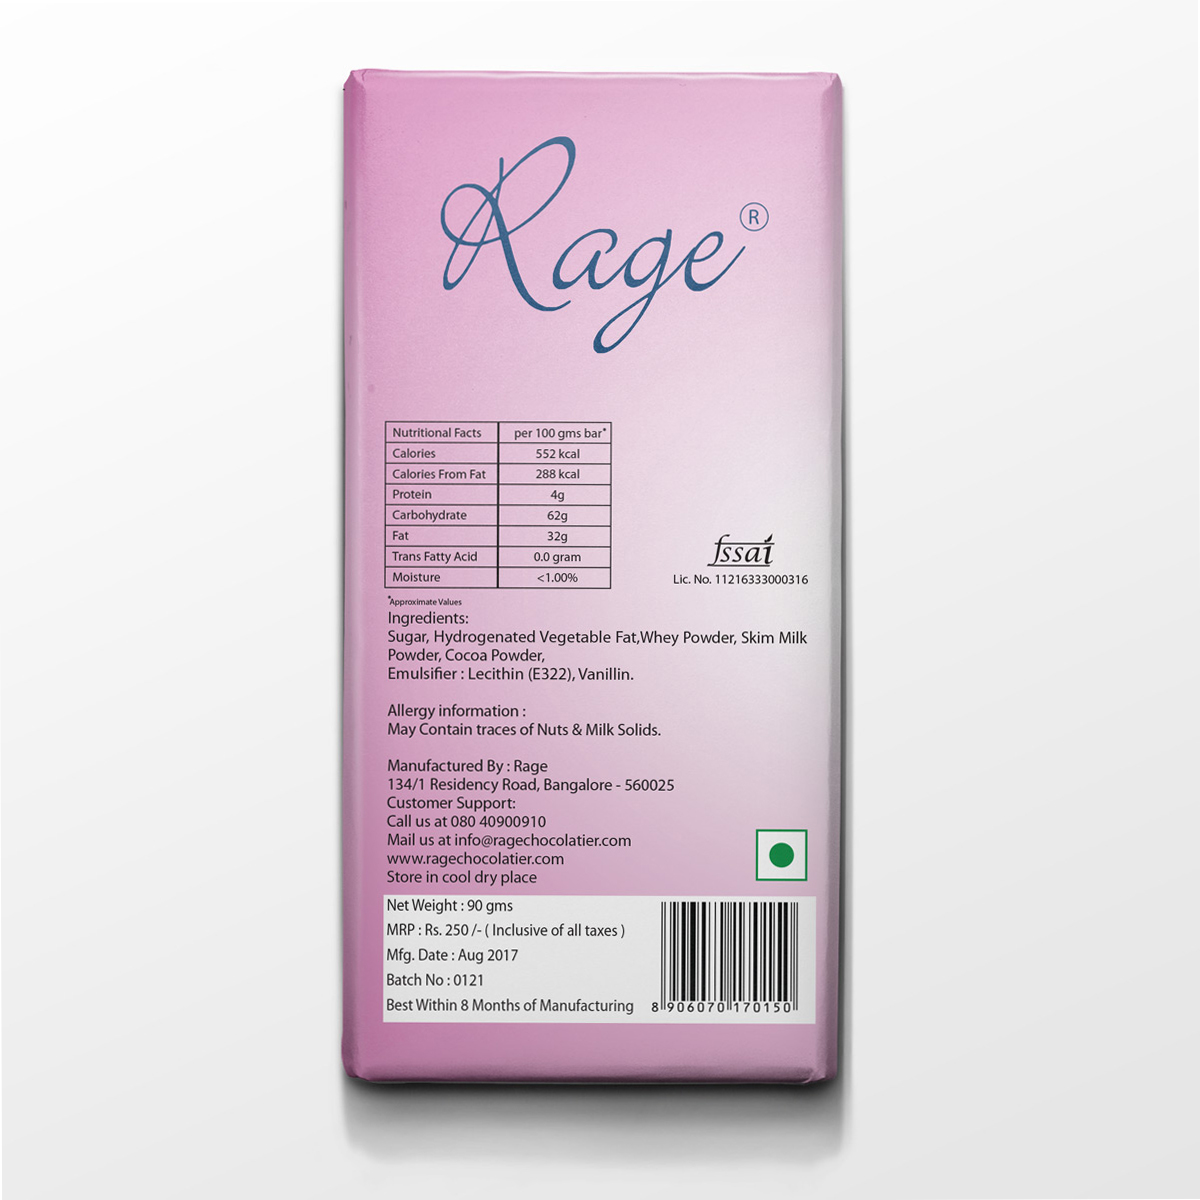 Rage®
Nutritional Facts per 100 gms bar*
Calories 552 kcal
Calories From Fat 288 kcal
Protein 4g
Carbohydrate 62g
Fat 32g
Trans Fatty Acid 0.0 gram
Moisture <1.00%
*Approximate Values
fssai
Lic. No. 11216333000316
Ingredients:
Sugar, Hydrogenated Vegetable Fat,Whey Powder, Skim Milk
Powder, Cocoa Powder,
Emulsifier : Lecithin (E322), Vanillin.
Allergy information :
May Contain traces of Nuts & Milk Solids.
Manufactured By : Rage
134/1 Residency Road, Bangalore - 560025
Customer Support:
Call us at 080 40900910
Mail us at info@ragechocolatier.com
www.ragechocolatier.com
Store in cool dry place
Net Weight : 90 gms
MRP : Rs. 250 /- ( Inclusive of all taxes )
Mfg. Date : Aug 2017
Batch No : 0121
Best Within 8 Months of Manufacturing
8 906070 170150